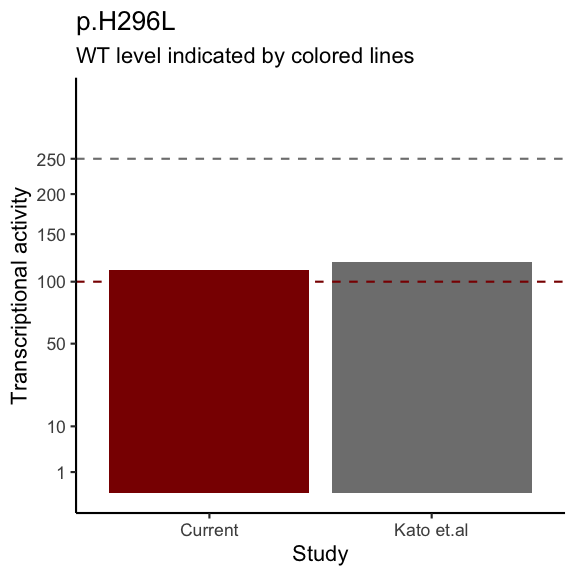 p.H296L
WT level indicated by colored lines
Transcriptional activity
250
200
150
100
50
10
1
Current
Kato et.al
Study